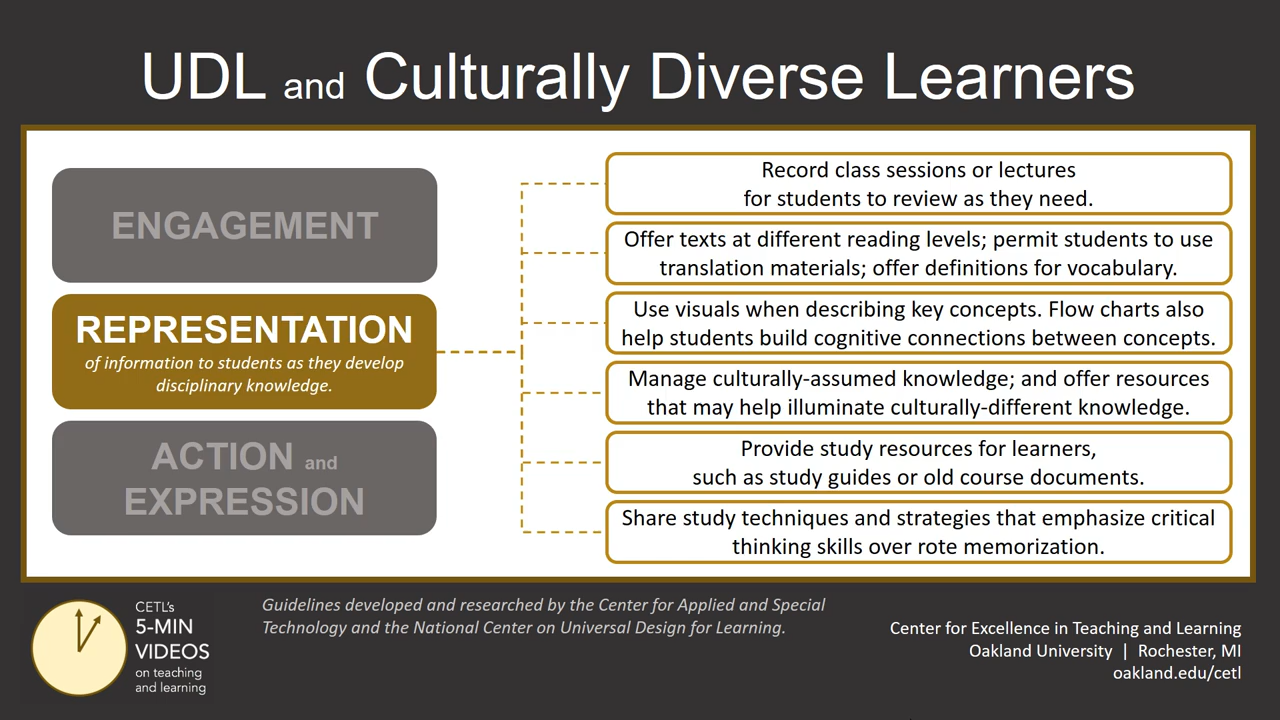 UDL and Culturally Diverse Learners
ENGAGEMENT
REPRESENTATION
of information to students as they develop
disciplinary knowledge.
ACTION and
EXPRESSION
Record class sessions or lectures
for students to review as they need.
Offer texts at different reading levels; permit students to use
translation materials; offer definitions for vocabulary.
Use visuals when describing key concepts. Flow charts also
help students build cognitive connections between concepts.
Manage culturally-assumed knowledge; and offer resources
that may help illuminate culturally-different knowledge.
Provide study resources for learners,
such as study guides or old course documents.
Share study techniques and strategies that emphasize critical
thinking skills over rote memorization.
CETL's
5-MIN
VIDEOS
on teaching
and learning
Guidelines developed and researched by the Center for Applied and Special
Technology and the National Center on Universal Design for Learning.
Center for Excellence in Teaching and Learning
Oakland University | Rochester, MI
oakland.edu/cetl